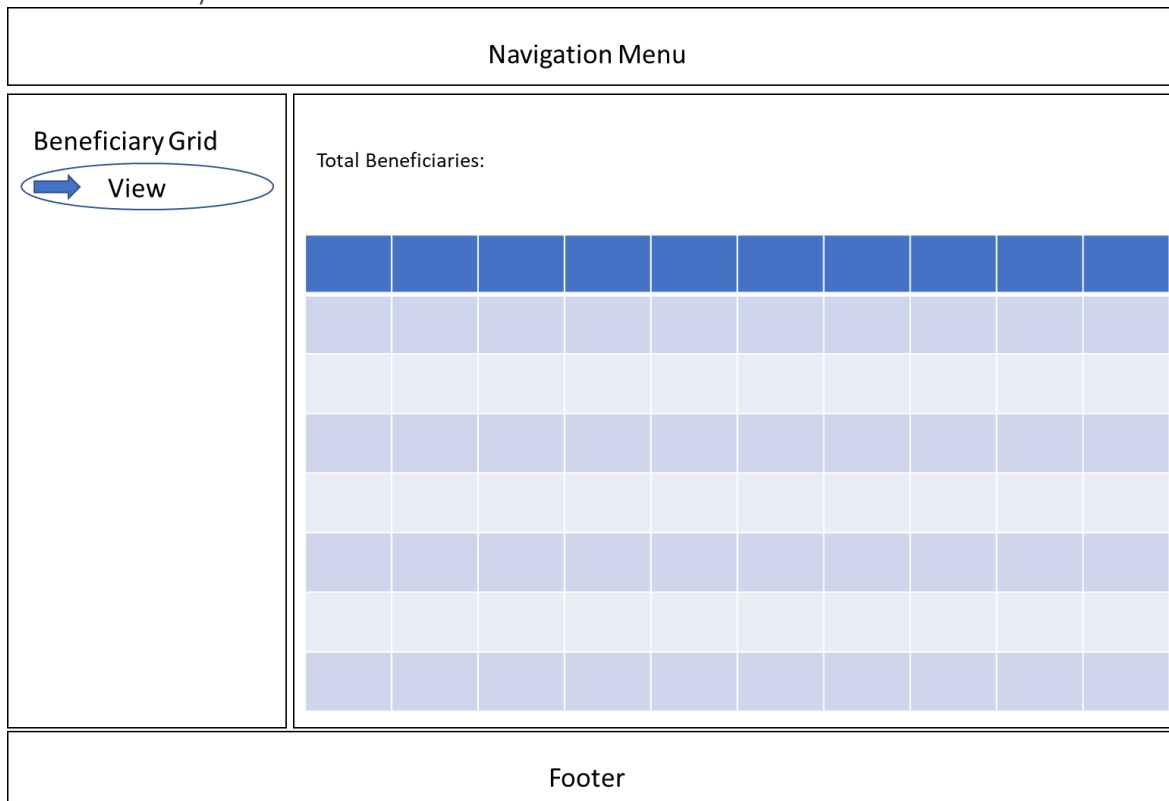 Navigation Menu
Beneficiary Grid
View
Total Beneficiaries:
Footer